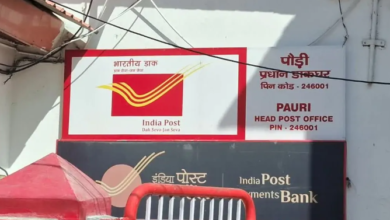 भारतीय डाक
India Post
Dak Sewa-Jan Sewa
पौड़ी
प्रधान डाकघर
पिन कोड - 246001
PAURI
HEAD POST OFFICE
PIN - 246001
इंडिया पोस्ट
India Post
ments Bank